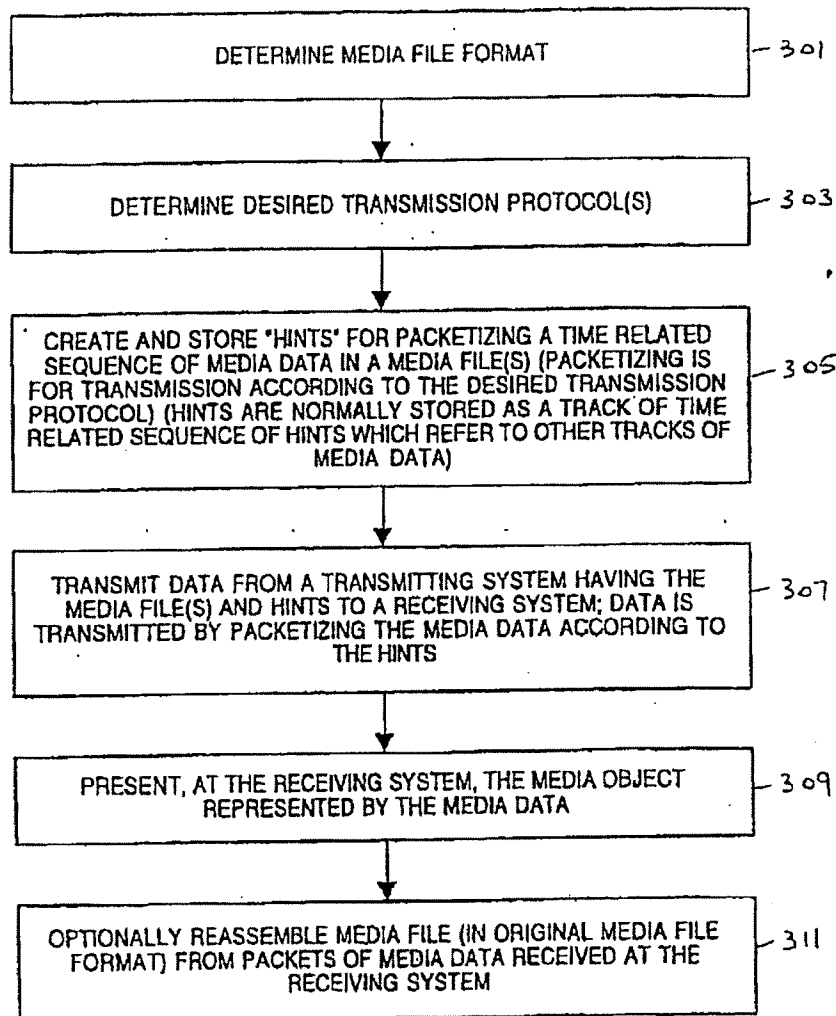 DETERMINE MEDIA FILE FORMAT
301
DETERMINE DESIRED TRANSMISSION PROTOCOL(S)
303
CREATE AND STORE "HINTS" FOR PACKETIZING A TIME RELATED
SEQUENCE OF MEDIA DATA IN A MEDIA FILE(S) (PACKETIZING IS
FOR TRANSMISSION ACCORDING TO THE DESIRED TRANSMISSION
PROTOCOL) (HINTS ARE NORMALLY STORED AS A TRACK OF TIME
RELATED SEQUENCE OF HINTS WHICH REFER TO OTHER TRACKS OF
MEDIA DATA)
305
TRANSMIT DATA FROM A TRANSMITTING SYSTEM HAVING THE
MEDIA FILE(S) AND HINTS TO A RECEIVING SYSTEM; DATA IS
TRANSMITTED BY PACKETIZING THE MEDIA DATA ACCORDING TO
THE HINTS
307
PRESENT, AT THE RECEIVING SYSTEM, THE MEDIA OBJECT
REPRESENTED BY THE MEDIA DATA
309
OPTIONALLY REASSEMBLE MEDIA FILE (IN ORIGINAL MEDIA FILE
FORMAT) FROM PACKETS OF MEDIA DATA RECEIVED AT THE
RECEIVING SYSTEM
311